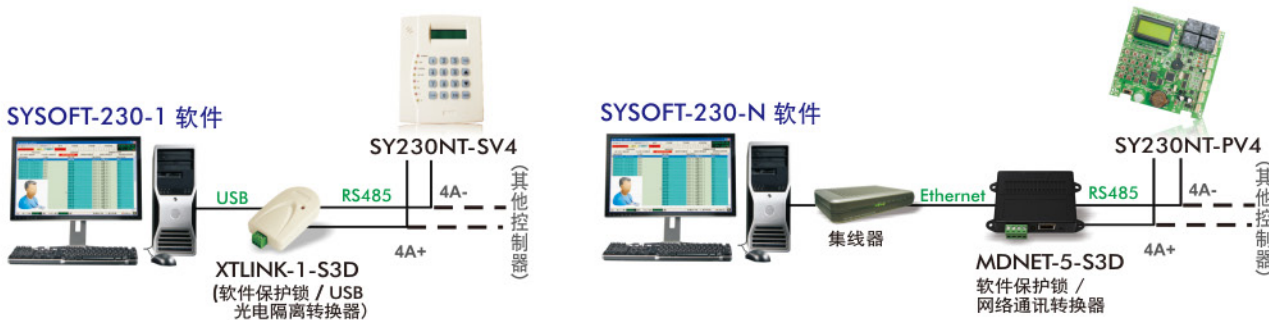 SYSOFT-230-1 软件
SY230NT-SV4
USB
RS485
4A-
4A+
(其他控制器)
XTLINK-1-S3D
(软件保护锁 / USB
光电隔离转换器)
SYSOFT-230-N 软件
SY230NT-PV4
Ethernet
RS485
4A-
4A+
(其他控制器)
集线器
MDNET-5-S3D
软件保护锁 /
网络通讯转换器